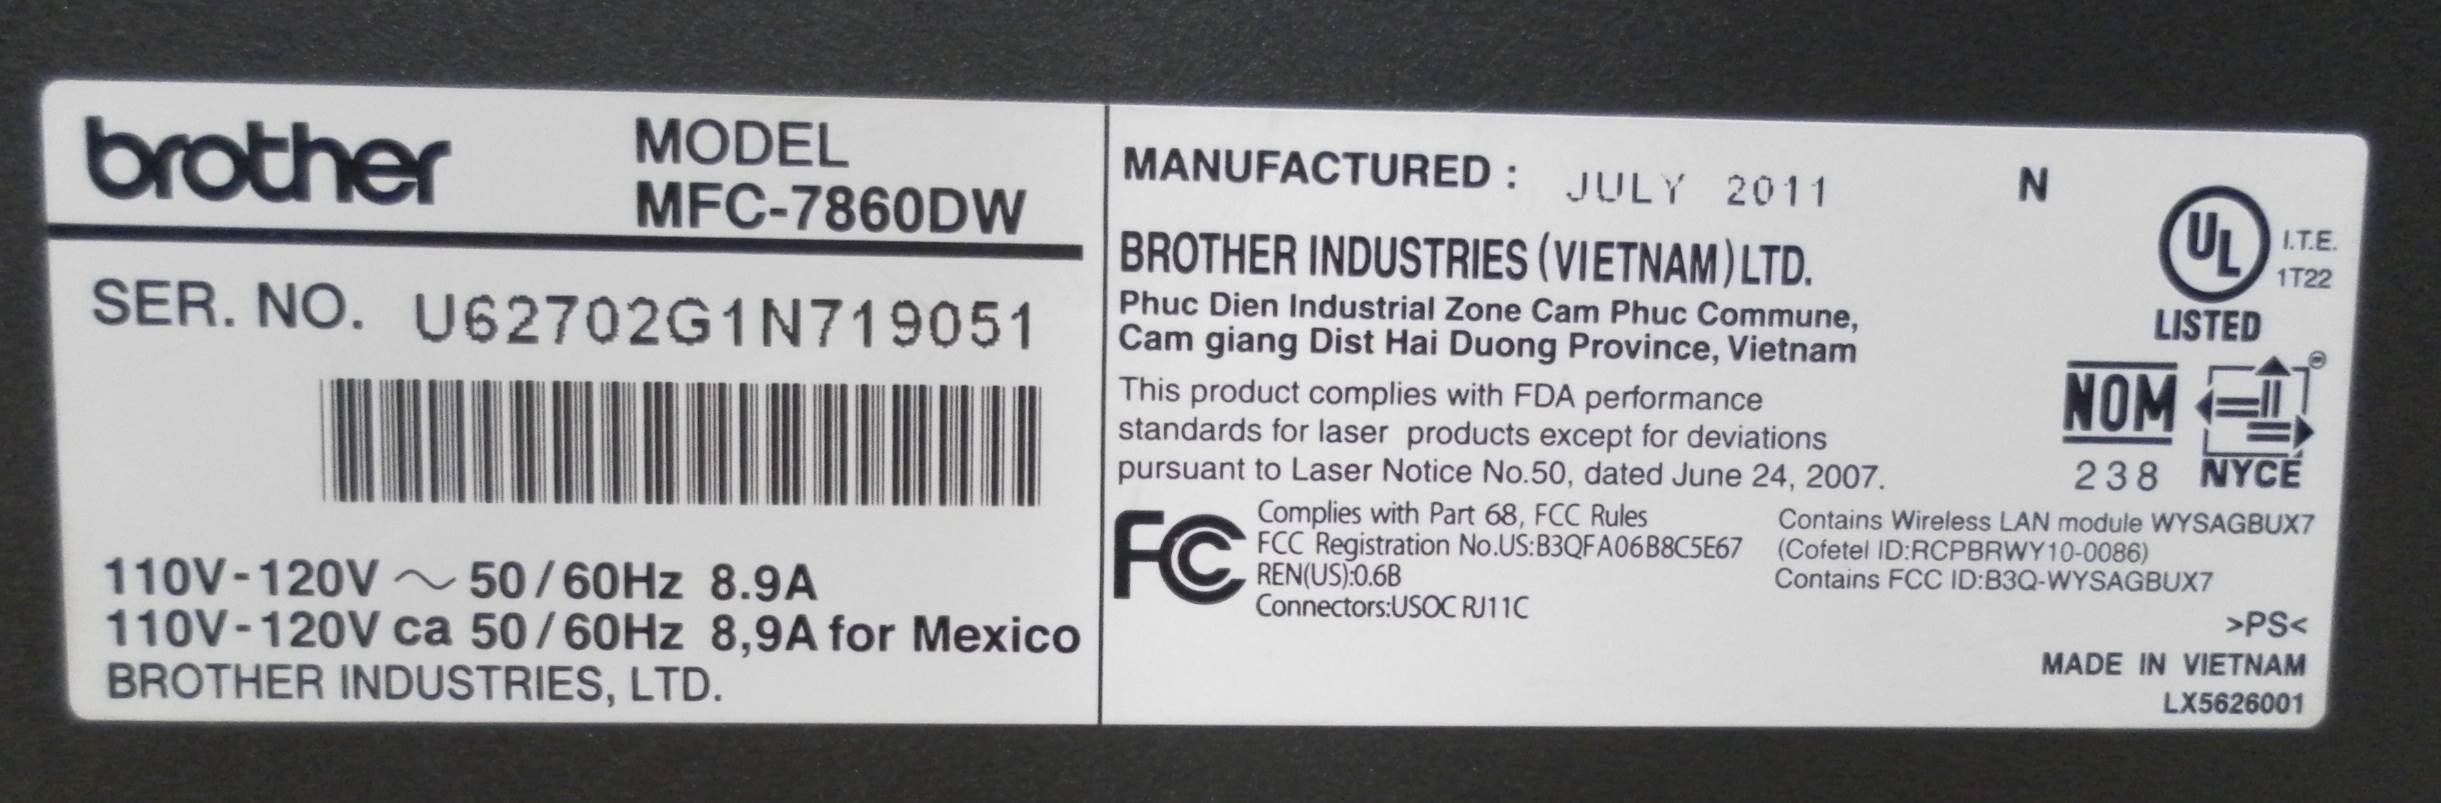 brother
MODEL
MFC-7860DW
SER. NO. U62702G1N719051
110V-120V ～ 50/60Hz 8.9A
110V-120V ca 50/60Hz 8,9A for Mexico
BROTHER INDUSTRIES, LTD.
MANUFACTURED : JULY 2011 N
BROTHER INDUSTRIES (VIETNAM) LTD.
Phuc Dien Industrial Zone Cam Phuc Commune,
Cam giang Dist Hai Duong Province, Vietnam
This product complies with FDA performance
standards for laser products except for deviations
pursuant to Laser Notice No.50, dated June 24, 2007.
UL
I.T.E.
1T22
LISTED
NOM
238
NYCE
FC
Complies with Part 68, FCC Rules
FCC Registration No.US:B3QFA06B8C5E67
REN(US):0.6B
Connectors:USOC RJ11C
Contains Wireless LAN module WYSAGBUX7
(Cofetel ID:RCPBRWY10-0086)
Contains FCC ID:B3Q-WYSAGBUX7
>PS<
MADE IN VIETNAM
LX5626001